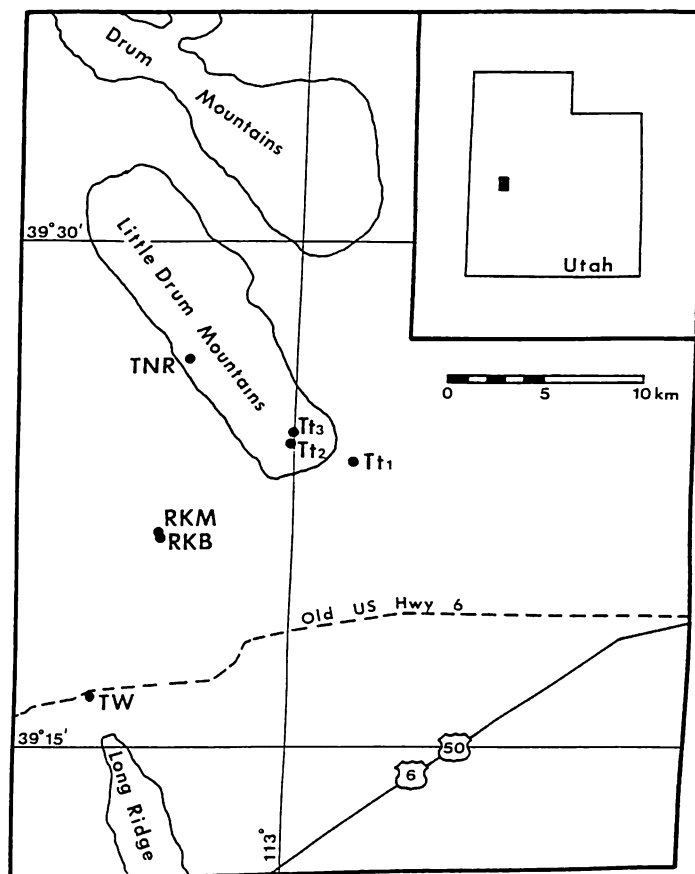 Drum
Mountains
39°30'
Utah
Little Drum Mountains
TNR
0 5 10 km
Tt3
Tt2
Tt1
RKM
RKB
Old US Hwy 6
TW
39°15'
50
6
Long Ridge
113°